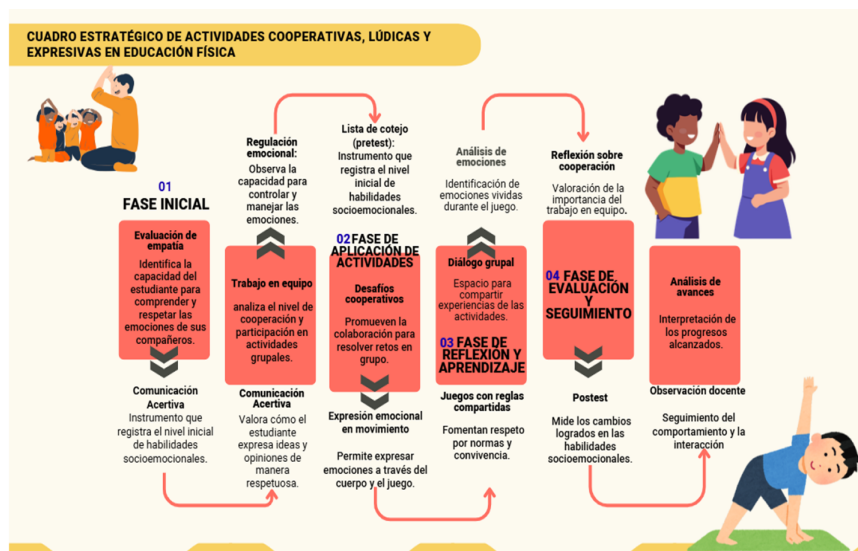 CUADRO ESTRATÉGICO DE ACTIVIDADES COOPERATIVAS, LÚDICAS Y
EXPRESIVAS EN EDUCACIÓN FÍSICA
01
FASE INICIAL
Evaluación de
empatía
Identifica la
capacidad del
estudiante para
comprender y
respetar las
emociones de sus
compañeros.
Comunicación
Acertiva
Instrumento que
registra el nivel inicial
de habilidades
socioemocionales.
Regulación
emocional:
Observa la
capacidad para
controlar y
manejar las
emociones.
Trabajo en equipo
analiza el nivel de
cooperación y
participación en
actividades
grupales.
Comunicación
Acertiva
Valora cómo el
estudiante
expresa ideas y
opiniones de
manera
respetuosa.
Lista de cotejo
(pretest):
Instrumento que
registra el nivel
inicial de
habilidades
socioemocionales.
02 FASE DE
APLICACIÓN DE
ACTIVIDADES
Desafíos
cooperativos
Promueven la
colaboración para
resolver retos en
grupo.
Expresión emocional
en movimiento
Permite expresar
emociones a través del
cuerpo y el juego.
Análisis de
emociones
Identificación de
emociones vividas
durante el juego.
Diálogo grupal
Espacio para
compartir
experiencias de las
actividades.
03 FASE DE
REFLEXIÓN Y
APRENDIZAJE
Juegos con reglas
compartidas
Fomentan respeto
por normas y
convivencia.
Reflexión sobre
cooperación
Valoración de la
importancia del
trabajo en equipo.
04 FASE DE
EVALUACIÓN
Y
SEGUIMIENTO
Postest
Mide los cambios
logrados en las
habilidades
socioemocionales.
Análisis de
avances
Interpretación de
los progresos
alcanzados.
Observación docente
Seguimiento del
comportamiento y la
interacción